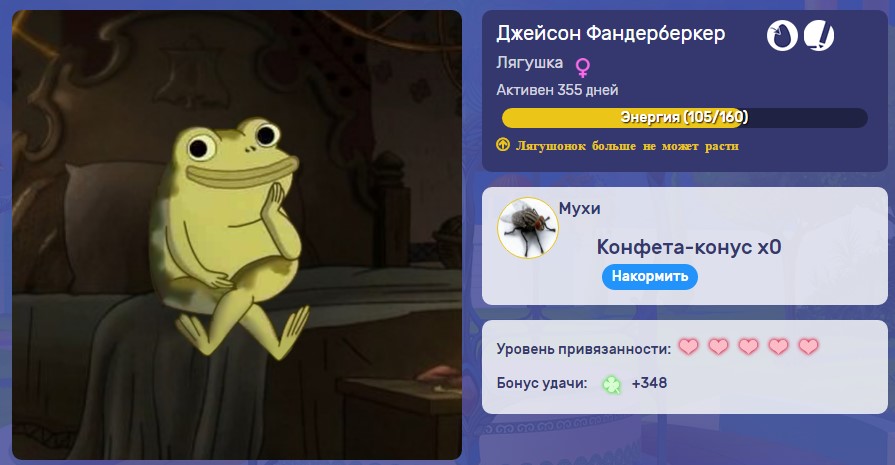 Джейсон Фандерберкер
Лягушка
Активен 355 дней
Энергия (105/160)
Лягушонок больше не может расти
Мухи
Конфета-конус x0
Накормить
Уровень привязанности:
Бонус удачи: +348